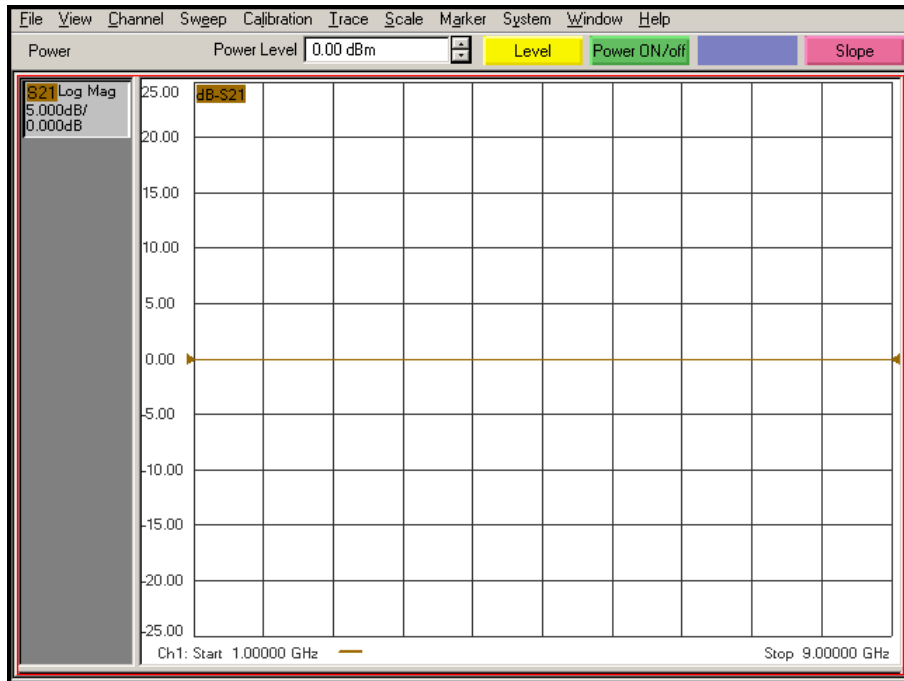 File View Channel Sweep Calibration Trace Scale Marker System Window Help
Power Power Level 0.00 dBm Level Power ON/off Slope
S21 Log Mag
5.000dB/
0.000dB
dB-S21
25.00
20.00
15.00
10.00
5.00
0.00
-5.00
-10.00
-15.00
-20.00
-25.00
Ch1: Start 1.00000 GHz Stop 9.00000 GHz